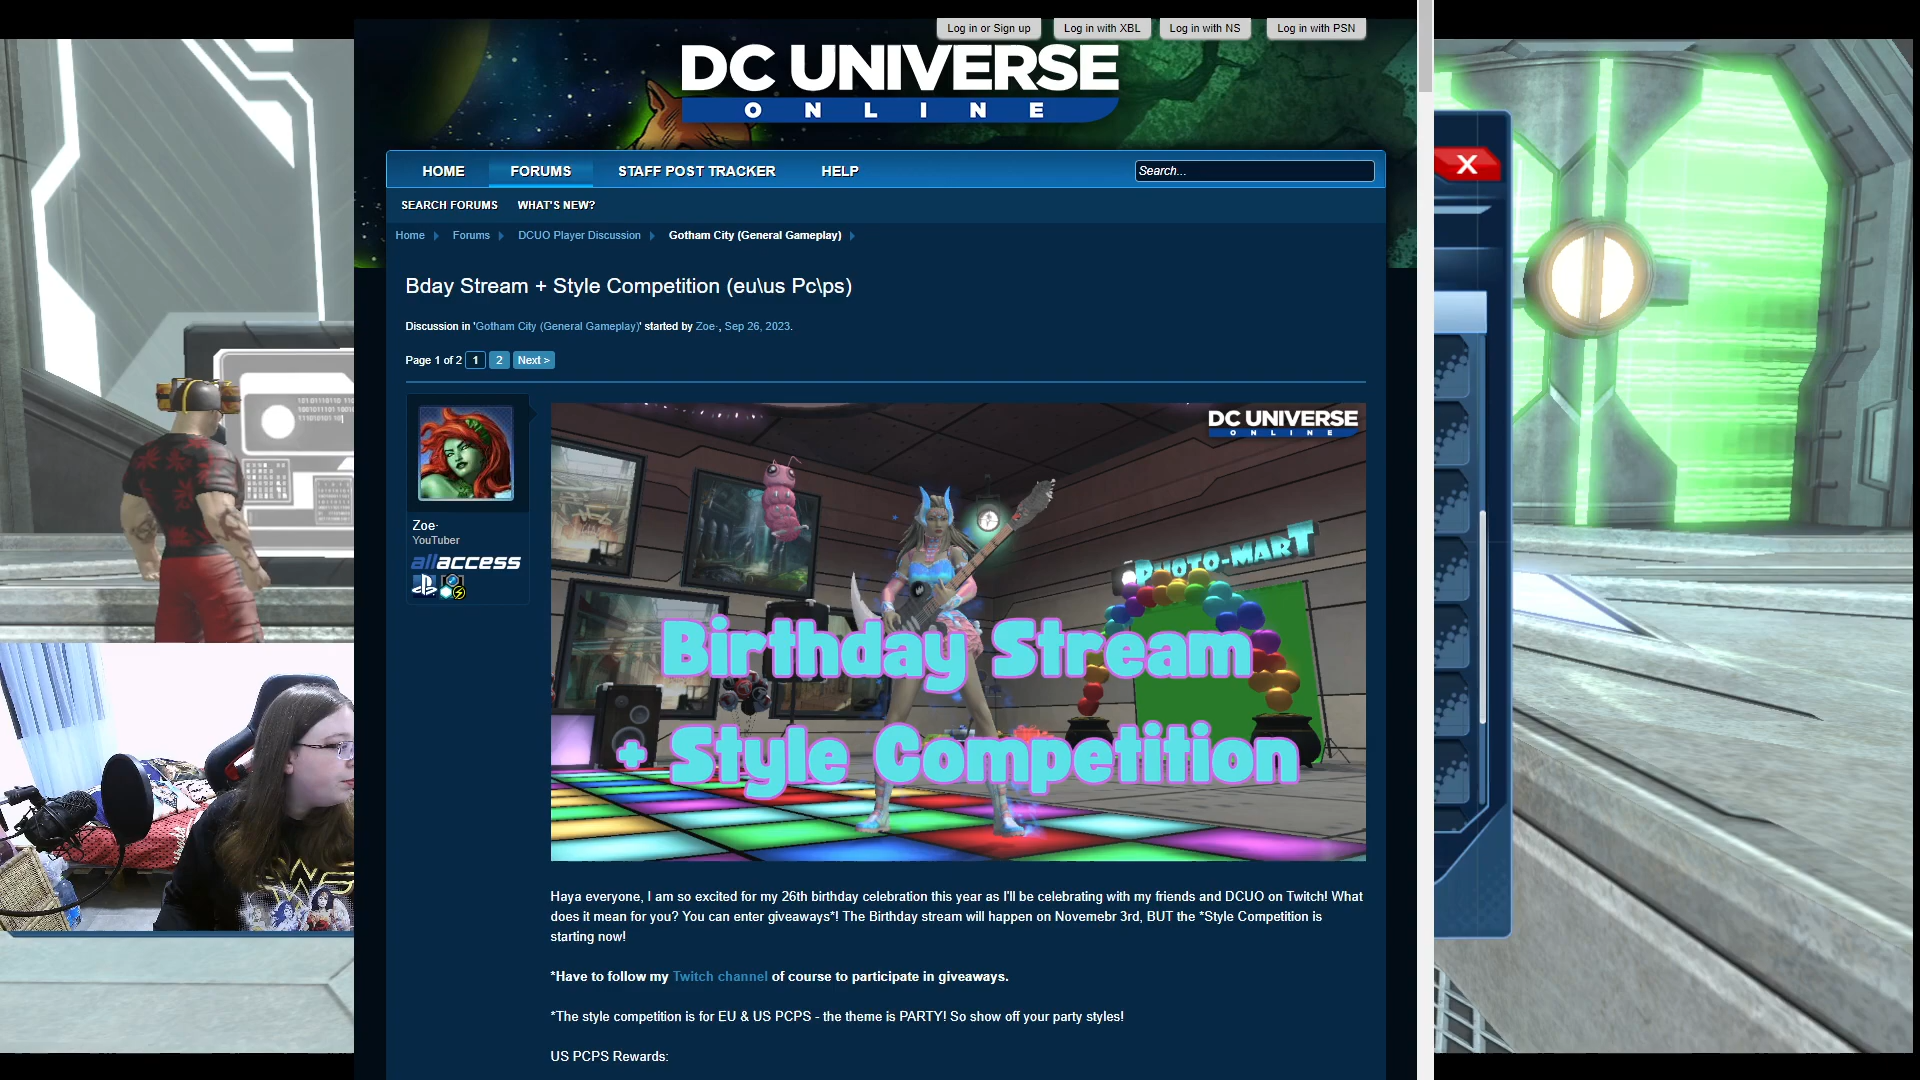 Log in or Sign up
Log in with XBL
Log in with NS
Log in with PSN
DC UNIVERSE
ONLINE
HOME
FORUMS
STAFF POST TRACKER
HELP
Search...
SEARCH FORUMS
WHAT'S NEW?
Home
Forums
DCUO Player Discussion
Gotham City (General Gameplay)
X
Bday Stream + Style Competition (eu\us Pc\ps)
Discussion in 'Gotham City (General Gameplay)' started by Zoe·, Sep 26, 2023.
Page 1 of 2 1 2 Next >
DC UNIVERSE
ONLINE
Zoe·
YouTuber
allaccess
PHOTO-MART
Birthday Stream
+ Style Competition
Haya everyone, I am so excited for my 26th birthday celebration this year as I'll be celebrating with my friends and DCUO on Twitch! What
does it mean for you? You can enter giveaways*! The Birthday stream will happen on Novemebr 3rd, BUT the *Style Competition is
starting now!
*Have to follow my Twitch channel of course to participate in giveaways.
*The style competition is for EU & US PCPS - the theme is PARTY! So show off your party styles!
US PCPS Rewards: